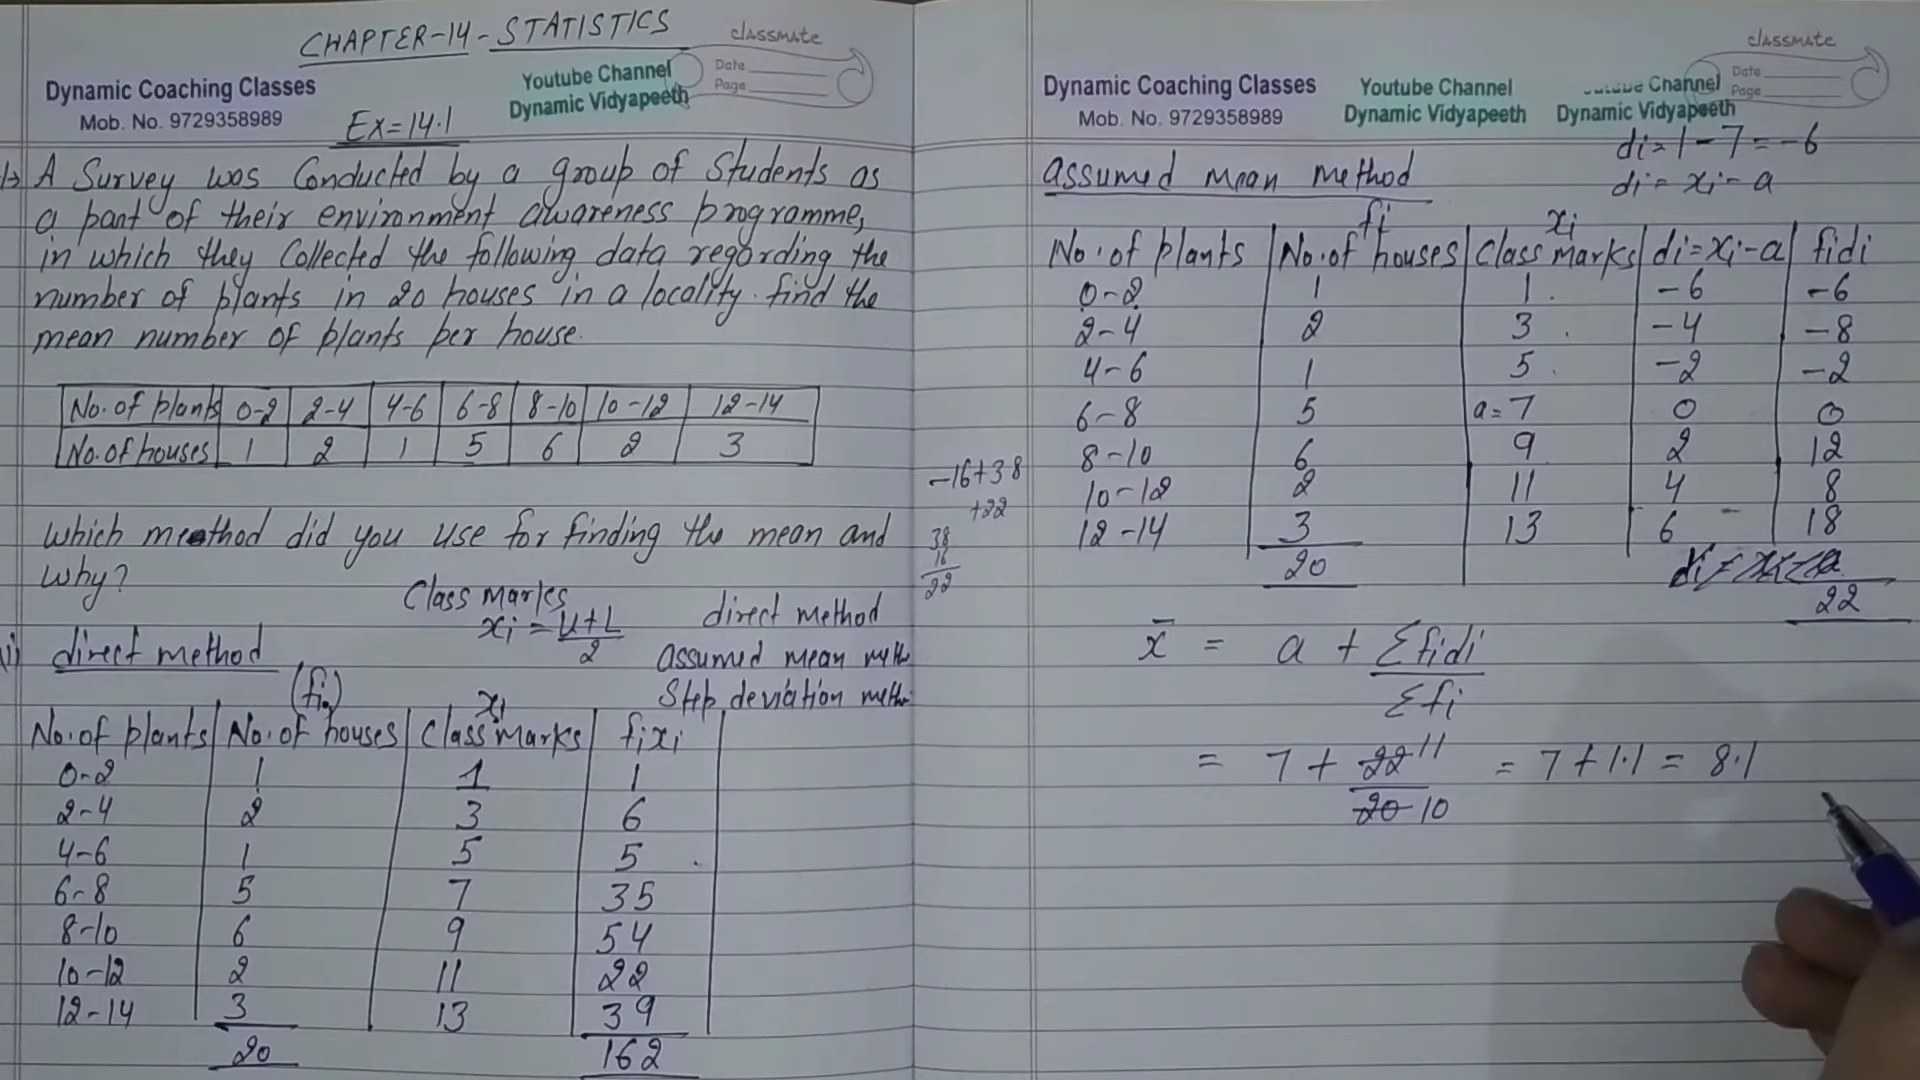 CHAPTER-14-STATISTICS
classmate
Date
Page
Dynamic Coaching Classes
Mob. No. 9729358989
Youtube Channel
Dynamic Vidyapeeth
Ex=14.1
1) A Survey was Conducted by a group of Students as
a part of their environment awareness programme,
in which they Collected the following data regarding the
number of plants in 20 houses in a locality. find the
mean number of plants per house.
No. of plants 0-2 2-4 4-6 6-8 8-10 10-12 12-14
No. of houses 1 2 1 5 6 2 3
Which method did you use for finding the mean and
why?
Class Marks
xi = U+L
2
direct method
assumed mean meth
Step deviation meth
i) direct method
(fi) xi
No. of plants No. of houses Class Marks fixi
0-2 1 1 1
2-4 2 3 6
4-6 1 5 5
6-8 5 7 35
8-10 6 9 54
10-12 2 11 22
12-14 3 13 39
20 162
-16+38
+22
38
16
22
classmate
Date
Page
Dynamic Coaching Classes
Mob. No. 9729358989
Youtube Channel
Dynamic Vidyapeeth
Channel
Dynamic Vidyapeeth
di=1-7=-6
di= xi-a
assumed mean method
fi xi
No. of plants No. of houses Class marks di=xi-a fidi
0-2 1 1 -6 -6
2-4 2 3 -4 -8
4-6 1 5 -2 -2
6-8 5 a=7 0 0
8-10 6 9 2 12
10-12 2 11 4 8
12-14 3 13 6 18
20
22
x̄ = a + Σfidi
Σfi
= 7 + 22 11 = 7+1.1 = 8.1
20 10